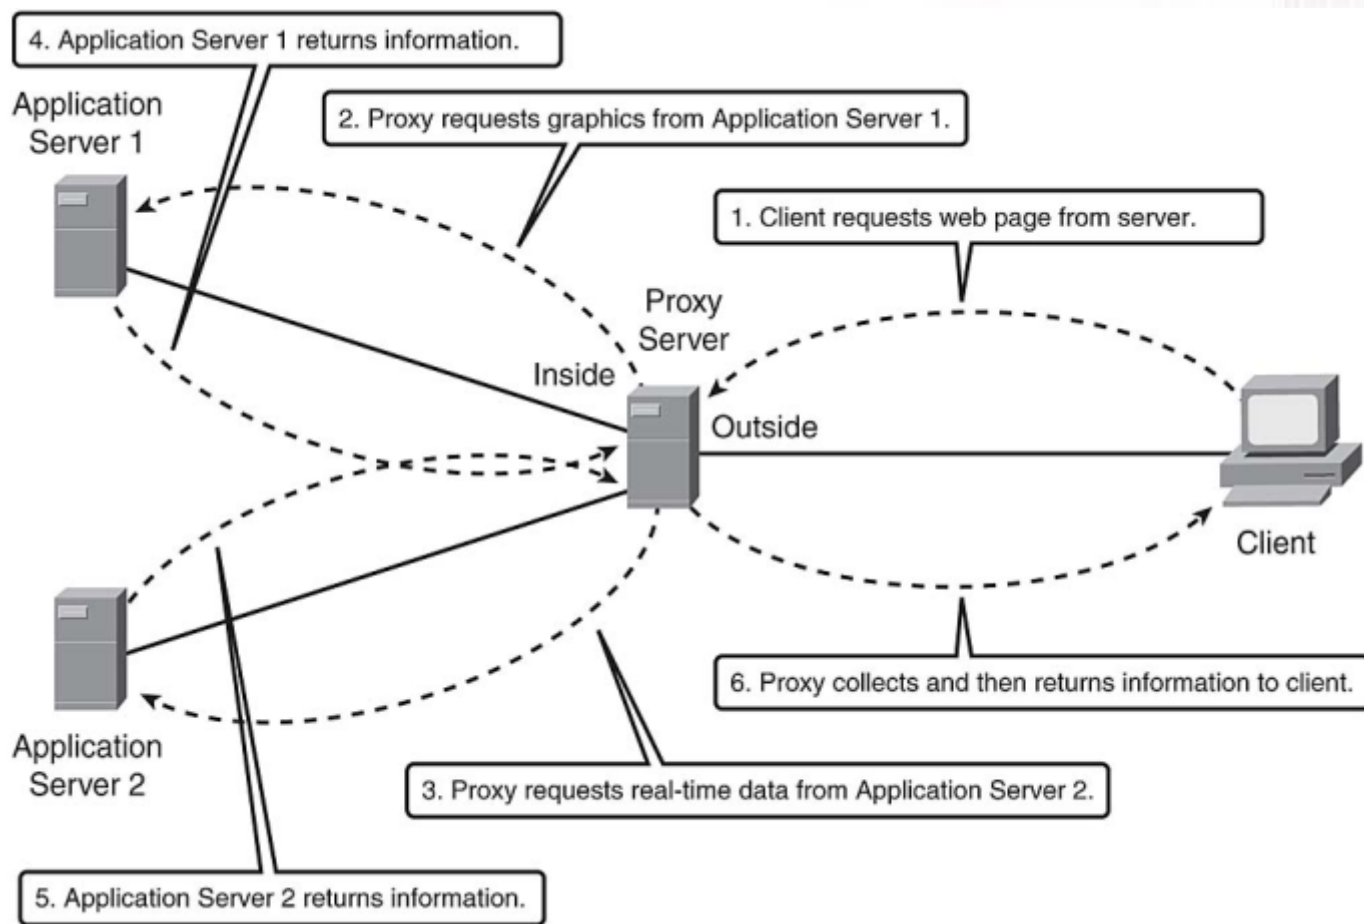 4. Application Server 1 returns information.
Application
Server 1
2. Proxy requests graphics from Application Server 1.
1. Client requests web page from server.
Proxy
Server
Inside
Outside
Client
6. Proxy collects and then returns information to client.
Application
Server 2
3. Proxy requests real-time data from Application Server 2.
5. Application Server 2 returns information.